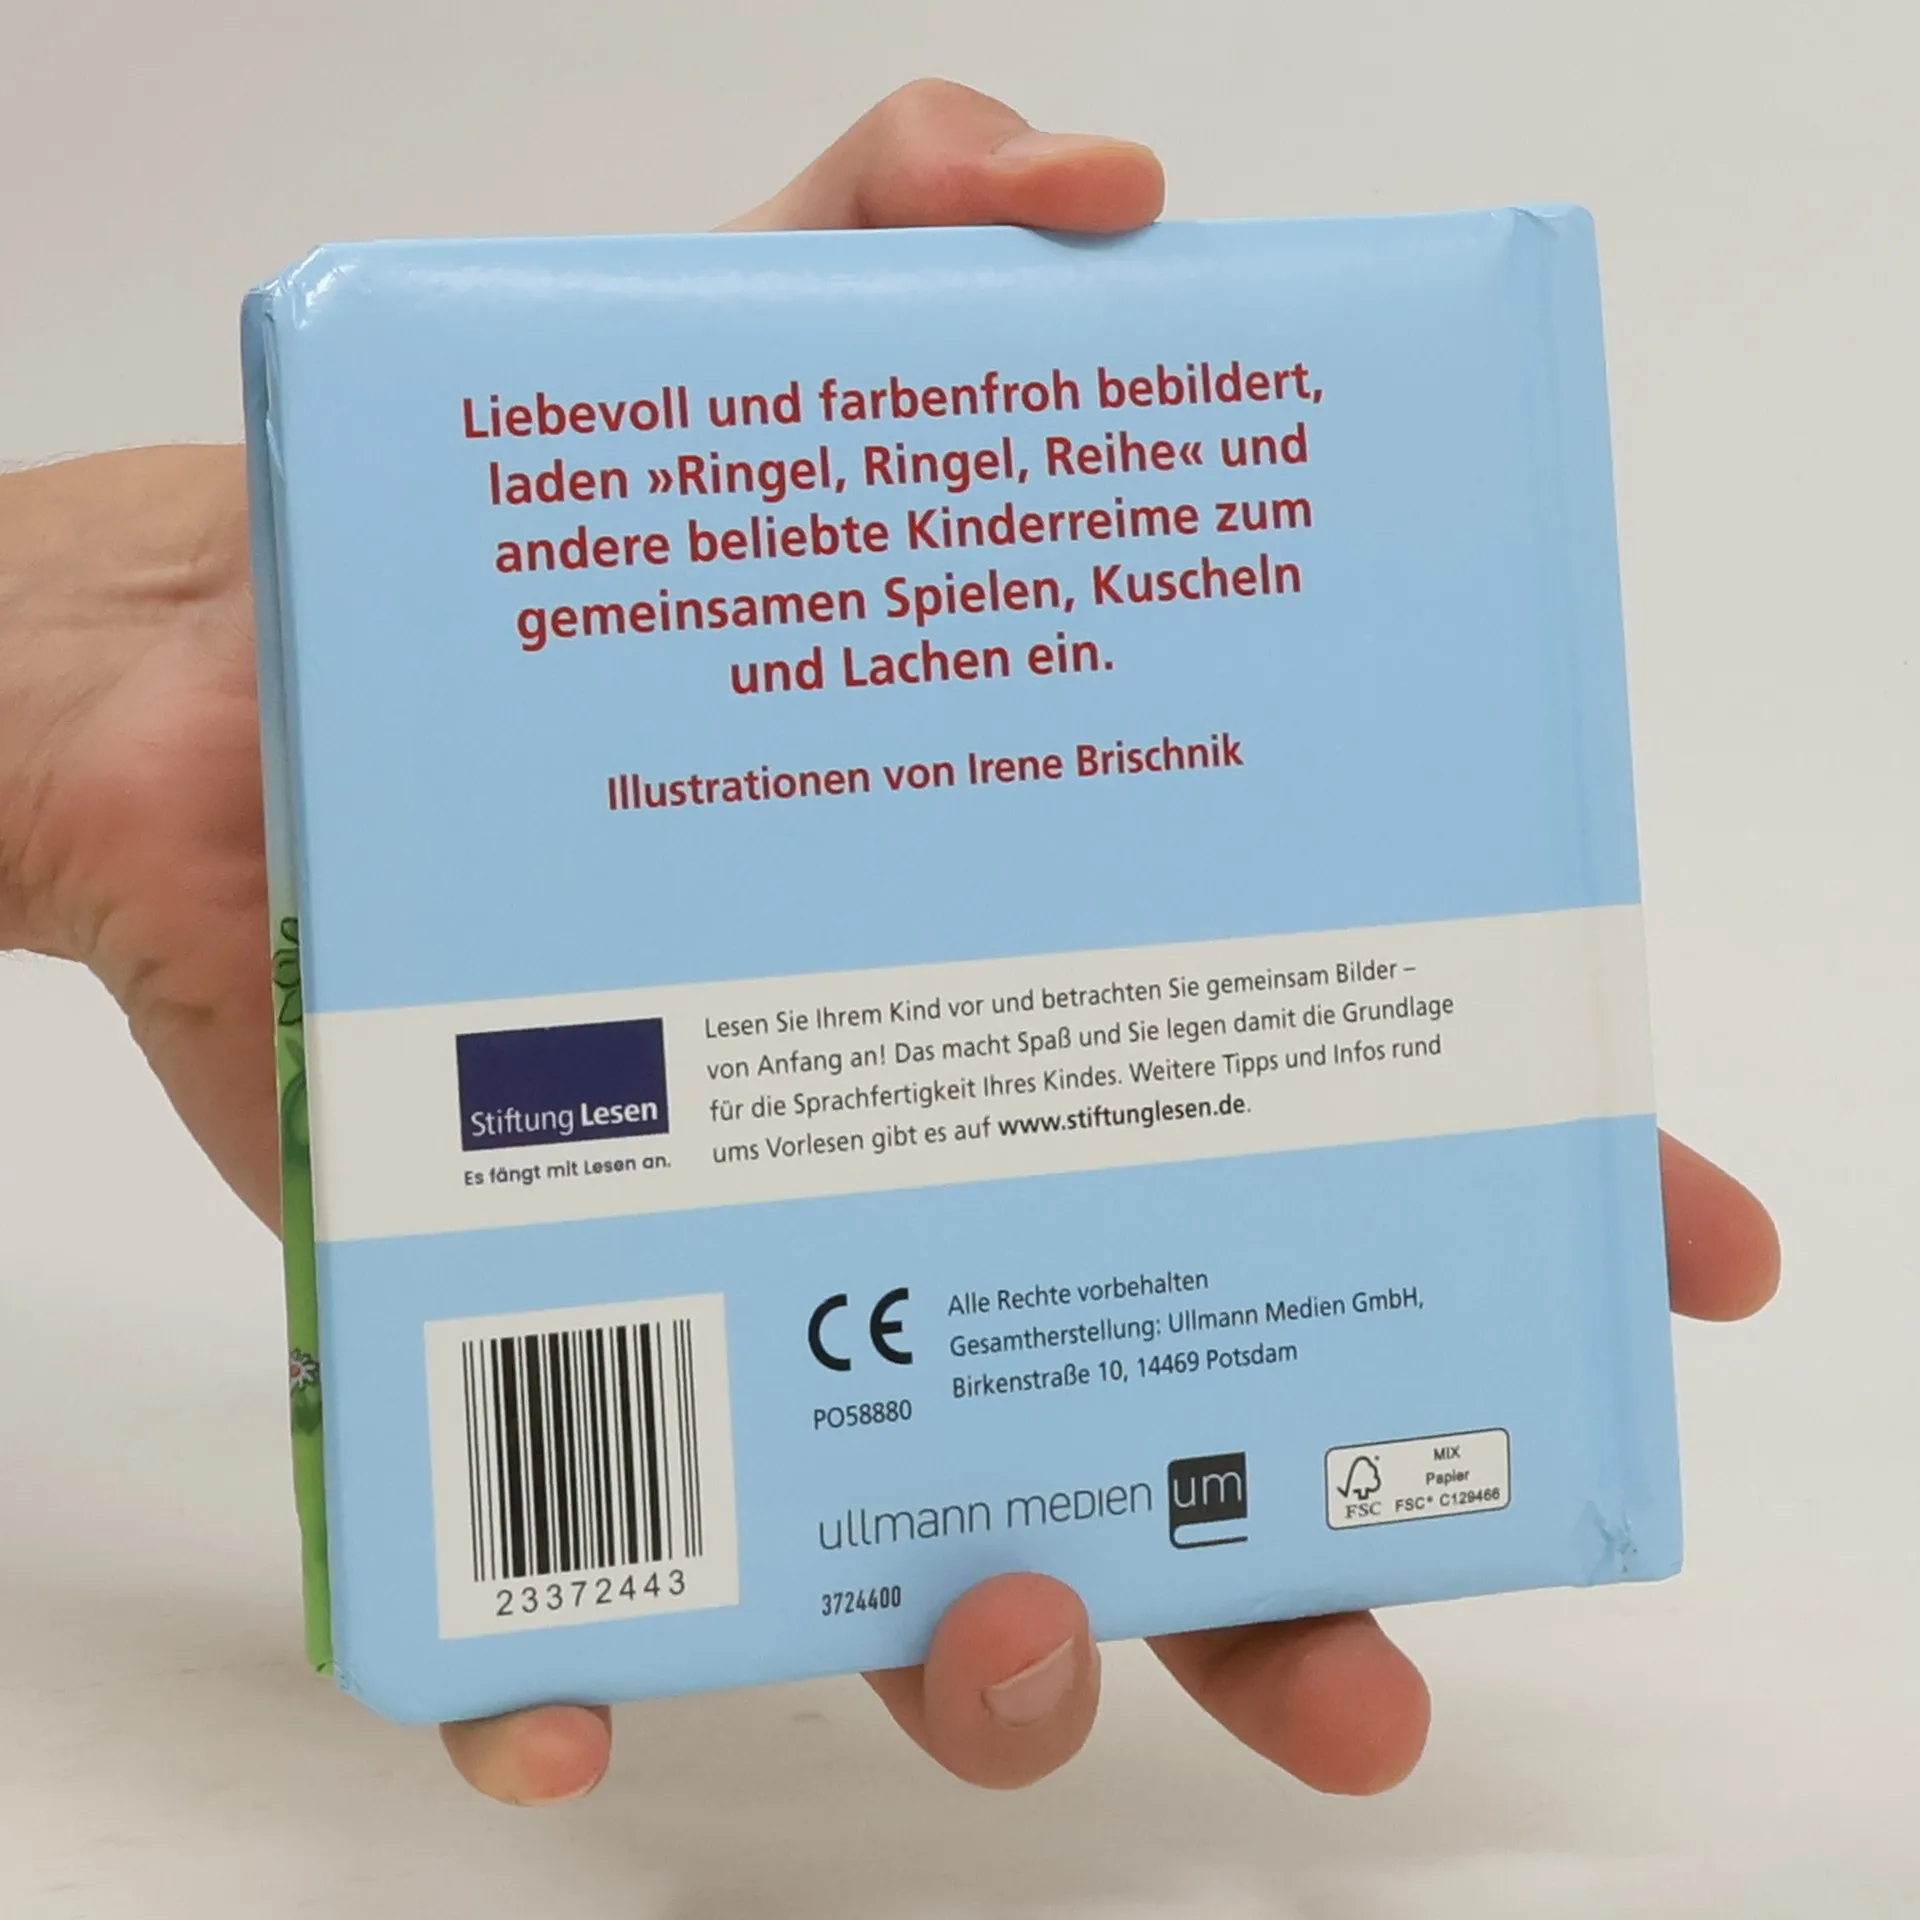 Liebevoll und farbenfroh bebildert,
laden »Ringel, Ringel, Reihe« und
andere beliebte Kinderreime zum
gemeinsamen Spielen, Kuscheln
und Lachen ein.
Illustrationen von Irene Brischnik
Stiftung Lesen
Es fängt mit Lesen an.
Lesen Sie Ihrem Kind vor und betrachten Sie gemeinsam Bilder –
von Anfang an! Das macht Spaß und Sie legen damit die Grundlage
für die Sprachfertigkeit Ihres Kindes. Weitere Tipps und Infos rund
ums Vorlesen gibt es auf www.stiftunglesen.de.
23372443
CE
PO58880
Alle Rechte vorbehalten
Gesamtherstellung: Ullmann Medien GmbH,
Birkenstraße 10, 14469 Potsdam
ullmann medien um
3724400
FSC
MIX
Papier
FSC® C129466